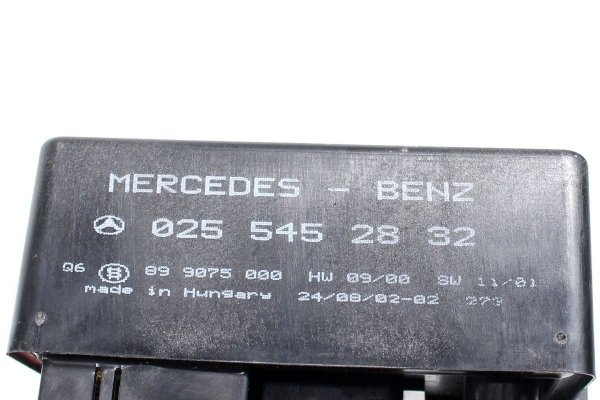 MERCEDES - BENZ
025 545 28 32
Q6 89 9075 000 HW 09/00 SW 11/01
made in Hungary 24/08/02-02 273